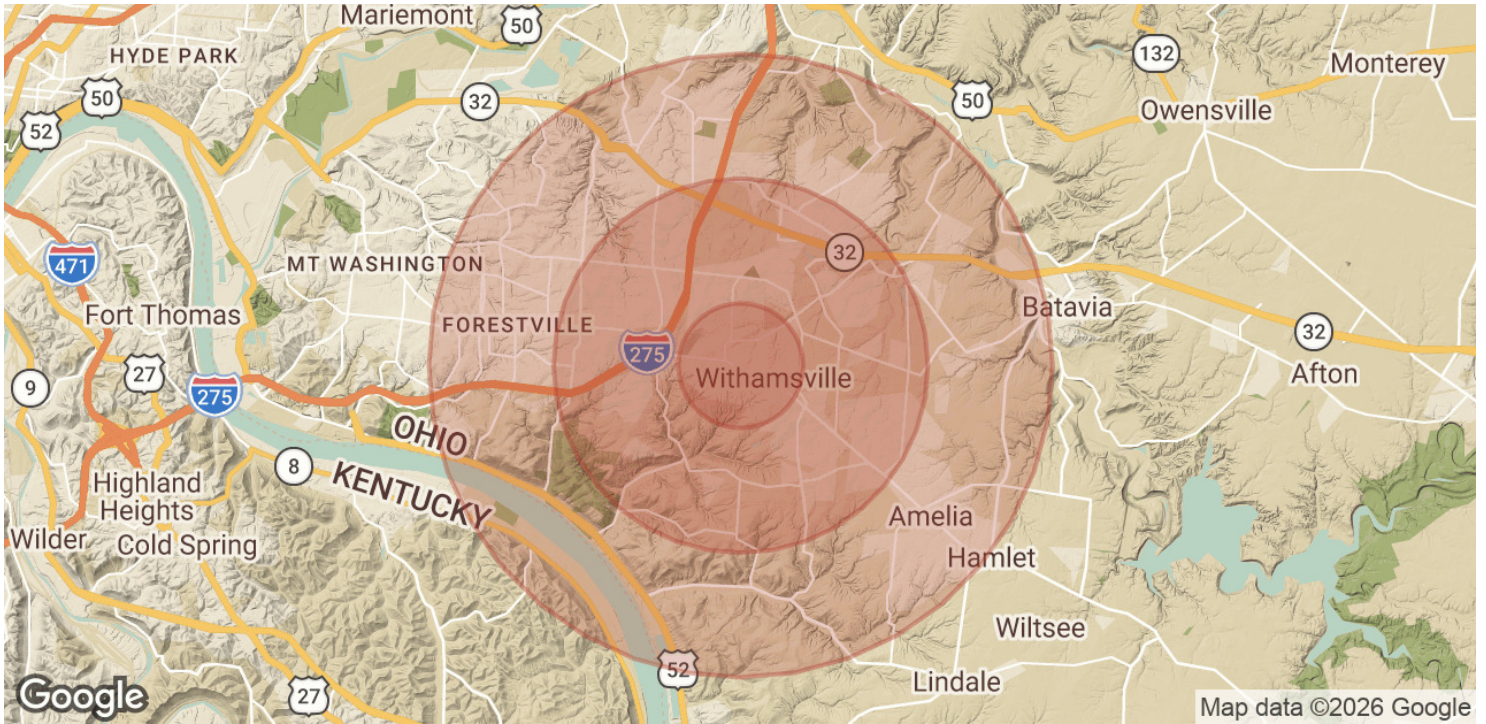 Mariemont
50
HYDE PARK
132
Monterey
50
32
50
Owensville
52
471
MT WASHINGTON
32
Fort Thomas
FORESTVILLE
Batavia
32
27
275
Withamsville
Afton
9
275
OHIO
8
KENTUCKY
Highland
Heights
Amelia
Wilder
Cold Spring
Hamlet
Wiltsee
52
Lindale
27
Google
Map data ©2026 Google